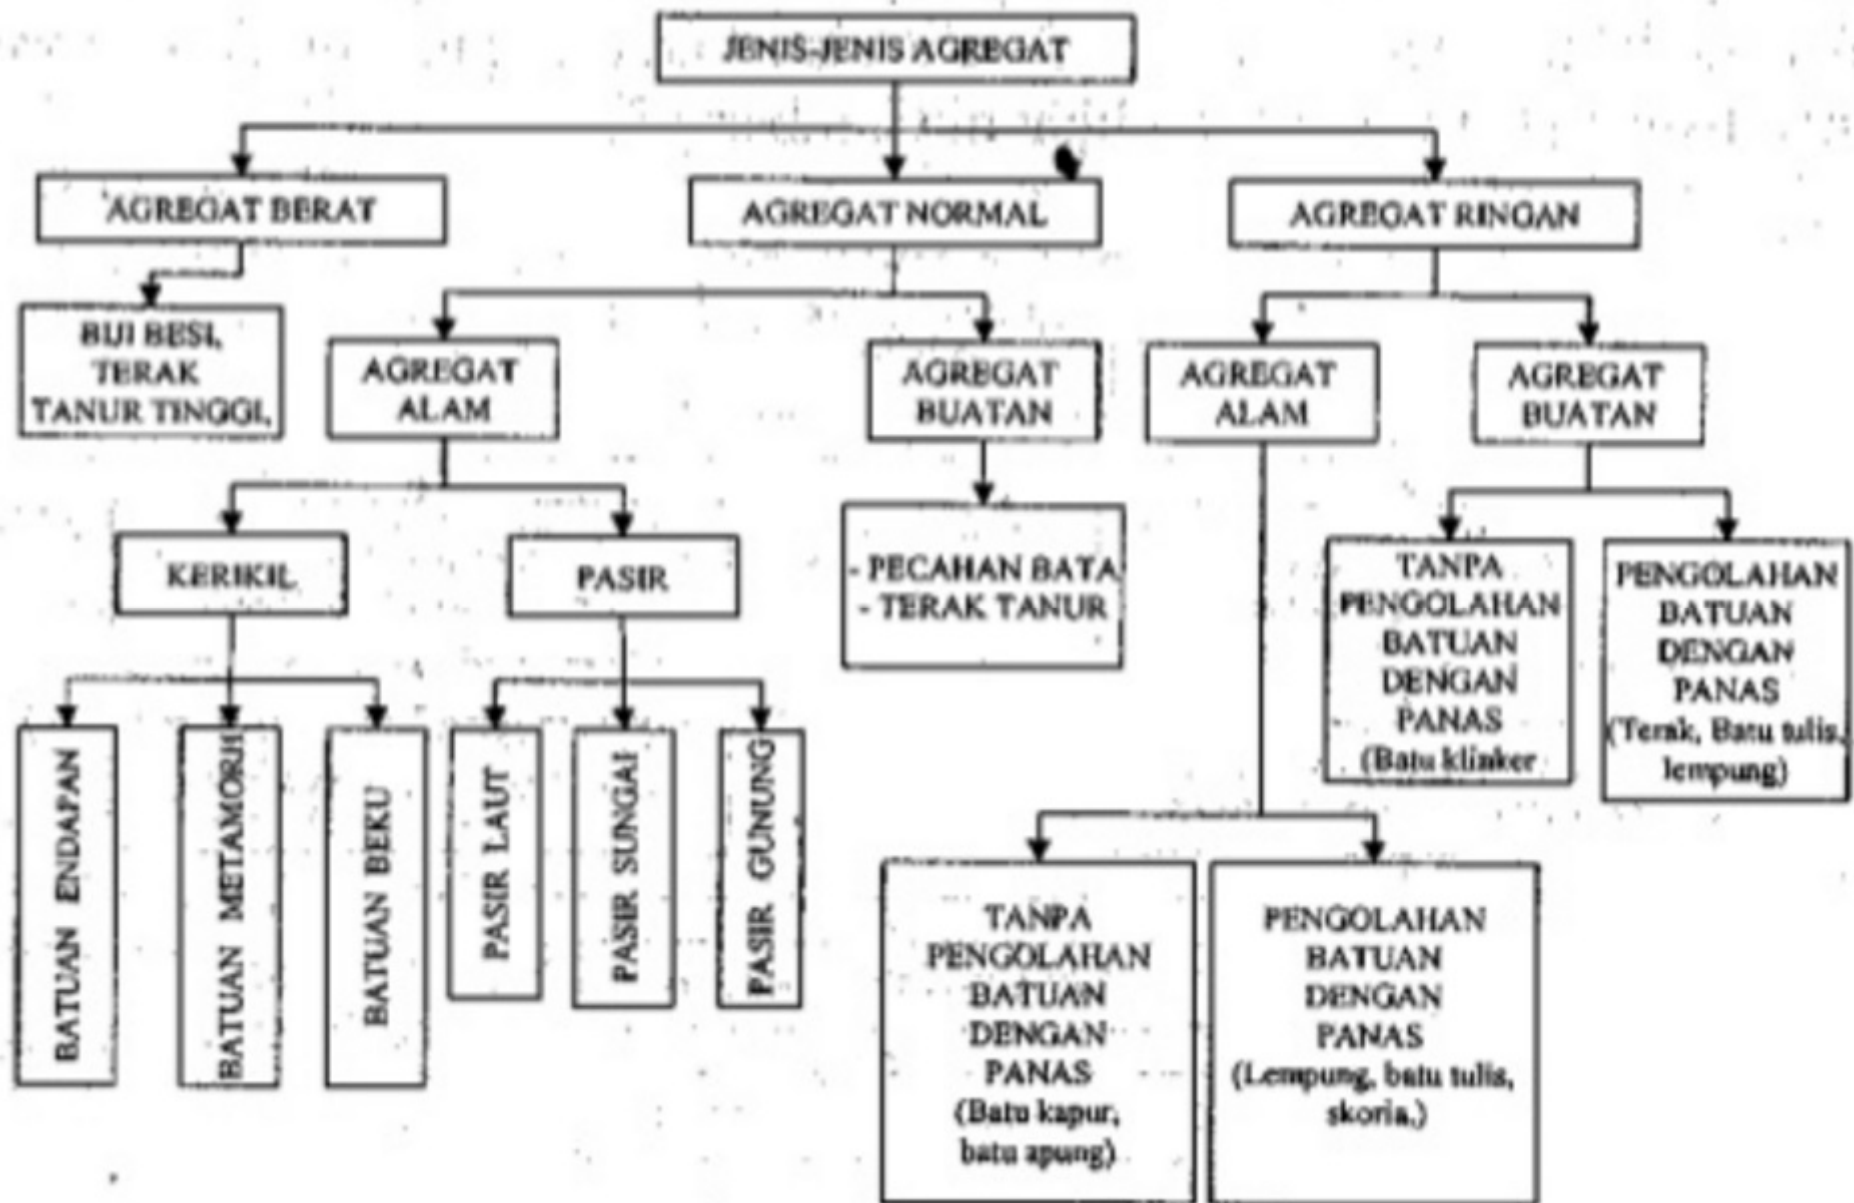 JENIS-JENIS AGREGAT
AGREGAT BERAT
AGREGAT NORMAL
AGREGAT RINGAN
BIJI BESI,
TERAK
TANUR TINGGI,
AGREGAT
ALAM
AGREGAT
BUATAN
AGREGAT
ALAM
AGREGAT
BUATAN
KERIKIL
PASIR
- PECAHAN BATA
- TERAK TANUR
TANPA
PENGOLAHAN
BATUAN
DENGAN
PANAS
(Batu klinker
PENGOLAHAN
BATUAN
DENGAN
PANAS
(Terak, Batu tulis,
lempung)
BATUAN ENDAPAN
BATUAN METAMORFI
BATUAN BEKU
PASIR LAUT
PASIR SUNGAI
PASIR GUNUNG
TANPA
PENGOLAHAN
BATUAN
DENGAN
PANAS
(Batu kapur,
batu apung)
PENGOLAHAN
BATUAN
DENGAN
PANAS
(Lempung, batu tulis,
skoria,)